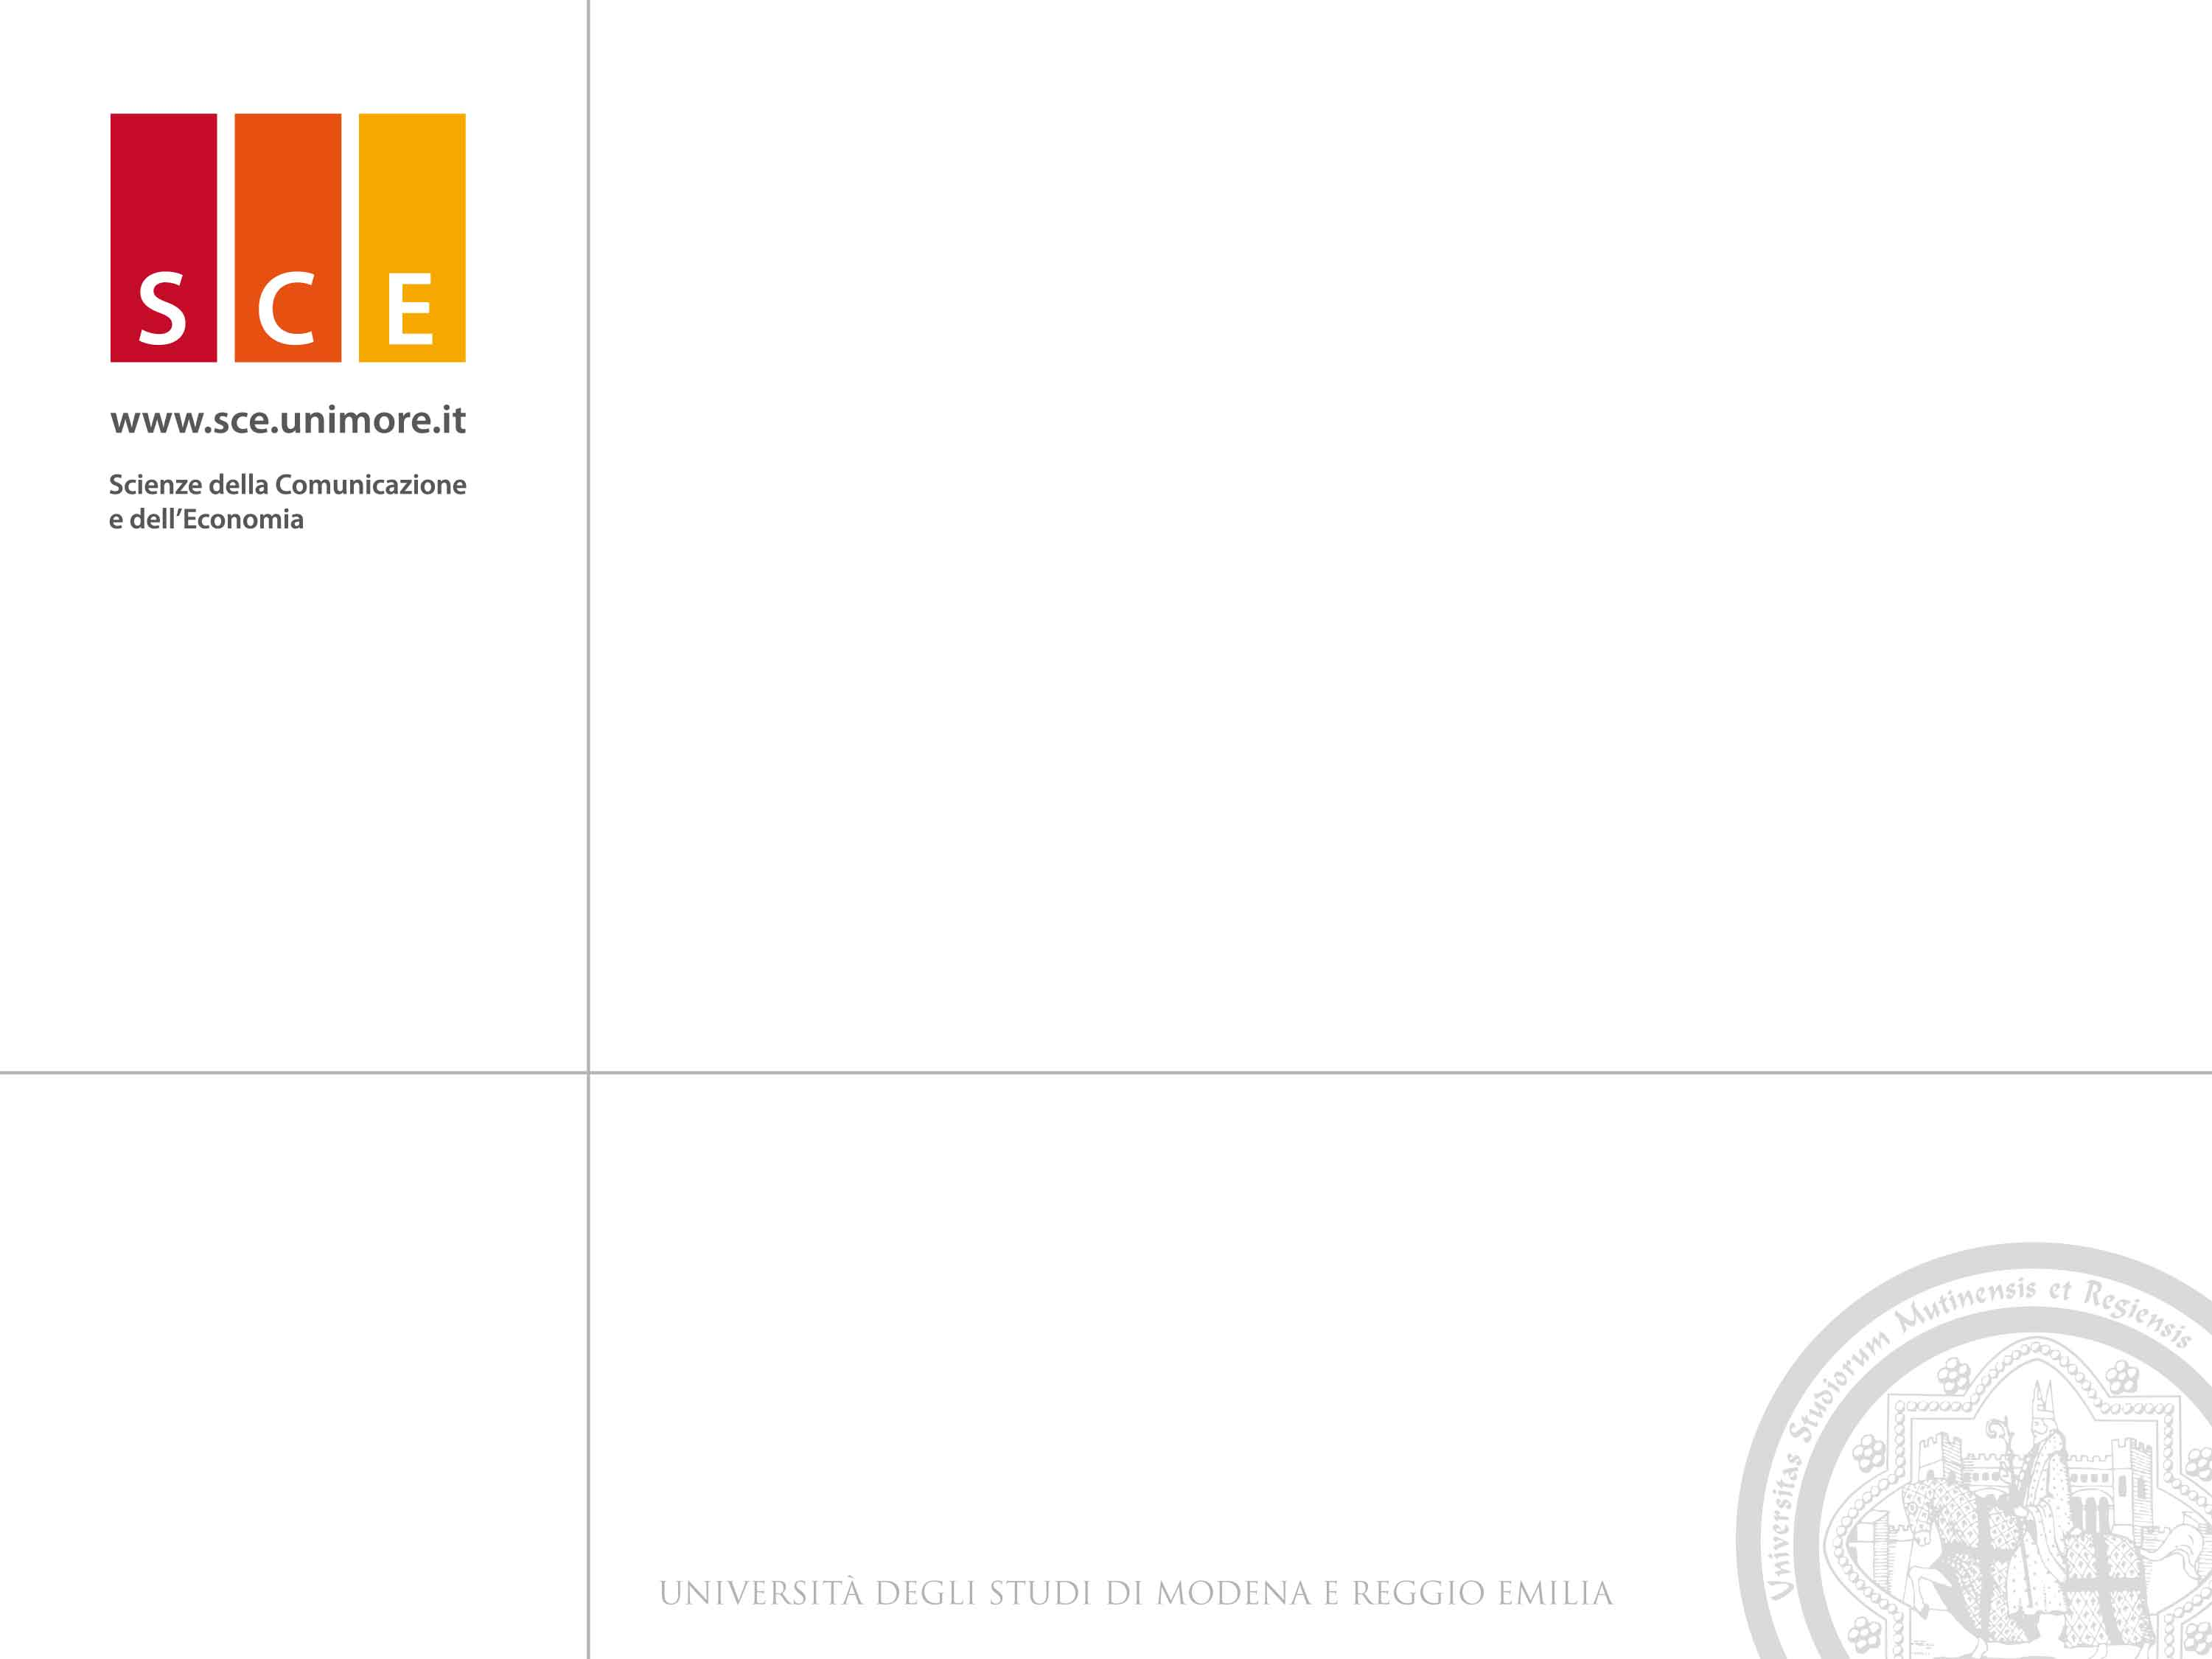 S C E
www.sce.unimore.it
Scienze della Comunicazione
e dell’Economia
Universitas Studiorum Mutinensis et Regiensis
UNIVERSITÀ DEGLI STUDI DI MODENA E REGGIO EMILIA